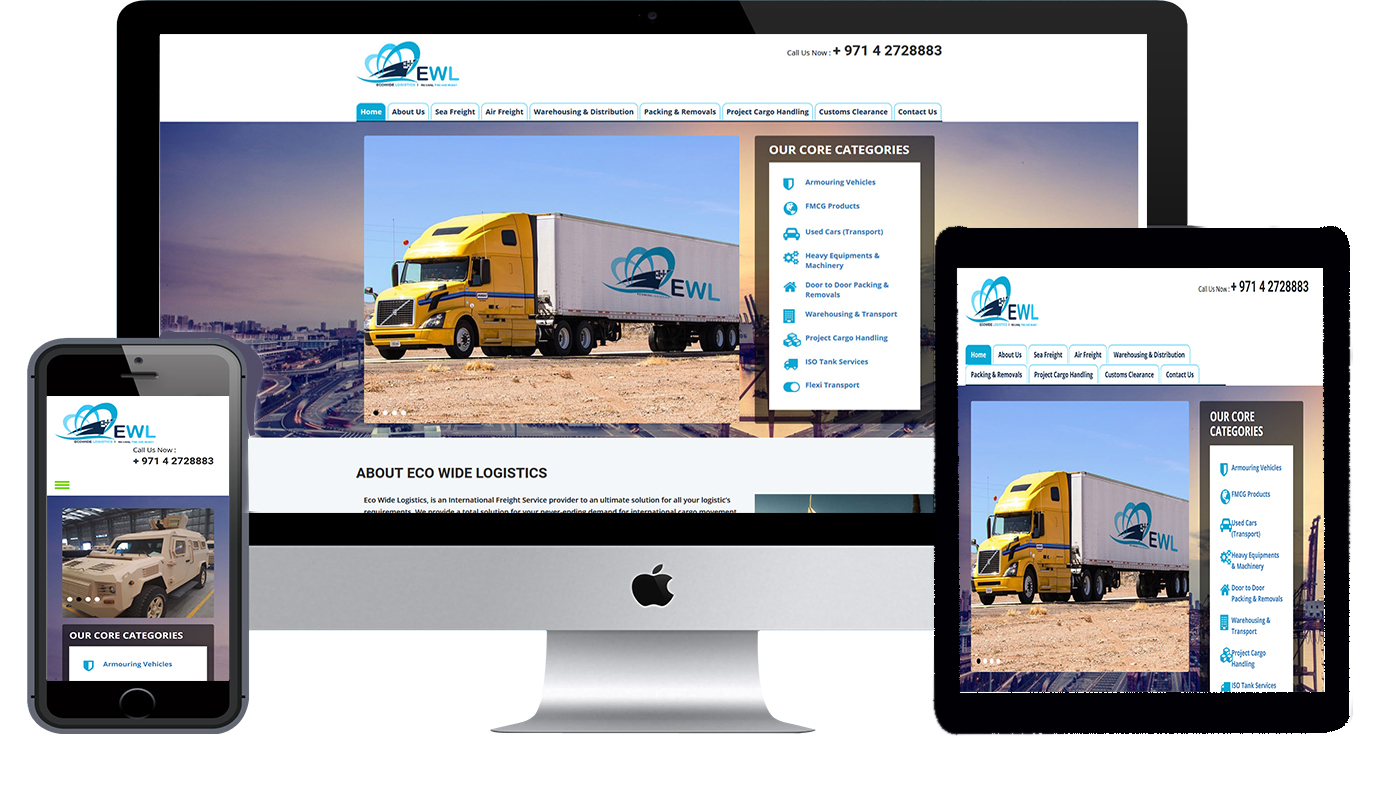 EWL
ECOWIDE LOGISTICS
Call Us Now : + 971 4 2728883
Home
About Us
Sea Freight
Air Freight
Warehousing & Distribution
Packing & Removals
Project Cargo Handling
Customs Clearance
Contact Us
EWL
OUR CORE CATEGORIES
Armouring Vehicles
FMCG Products
Used Cars (Transport)
Heavy Equipments &
Machinery
Door to Door Packing &
Removals
Warehousing & Transport
Project Cargo Handling
ISO Tank Services
Flexi Transport
ABOUT ECO WIDE LOGISTICS
Eco Wide Logistics, is an International Freight Service provider to an ultimate solution for all your logistic's
requirements. We provide a total solution for your never-ending demand for international cargo movement
EWL
ECOWIDE LOGISTICS
Call Us Now :
+ 971 4 2728883
OUR CORE CATEGORIES
Armouring Vehicles
EWL
ECOWIDE LOGISTICS
Call Us Now : + 971 4 2728883
Home
About Us
Sea Freight
Air Freight
Warehousing & Distribution
Packing & Removals
Project Cargo Handling
Customs Clearance
Contact Us
EWL
OUR CORE
CATEGORIES
Armouring Vehicles
FMCG Products
Used Cars
(Transport)
Heavy Equipments
& Machinery
Door to Door
Packing & Removals
Warehousing &
Transport
Project Cargo
Handling
ISO Tank Services